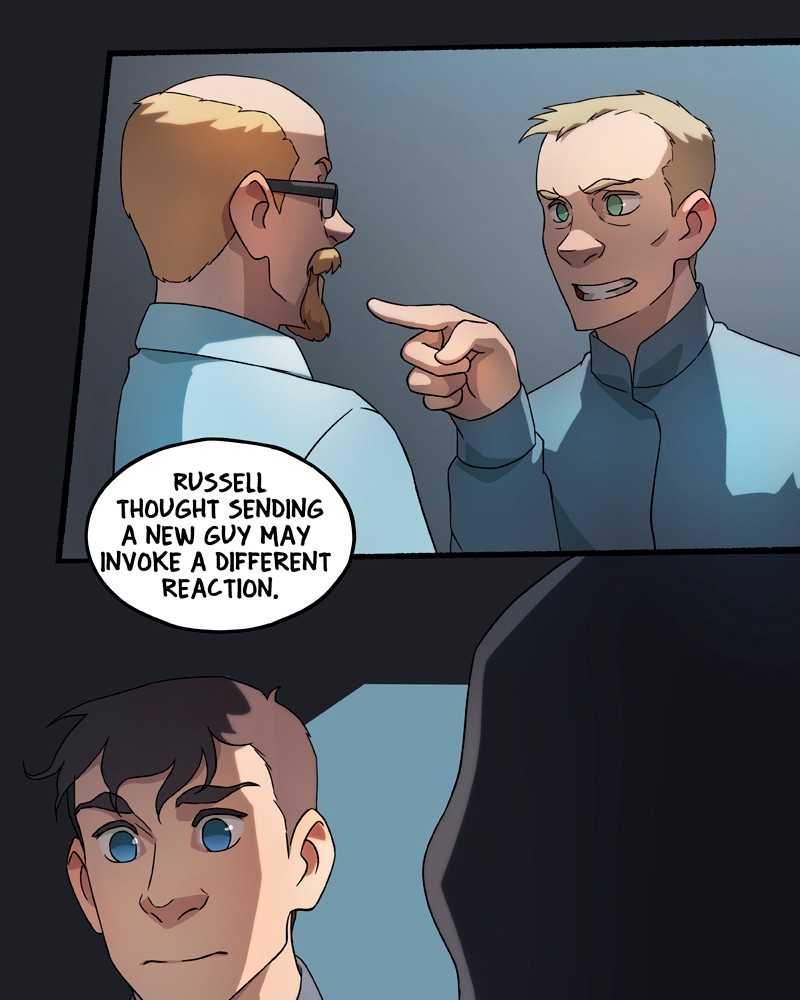 RUSSELL
THOUGHT SENDING
A NEW GUY MAY
INVOKE A DIFFERENT
REACTION.